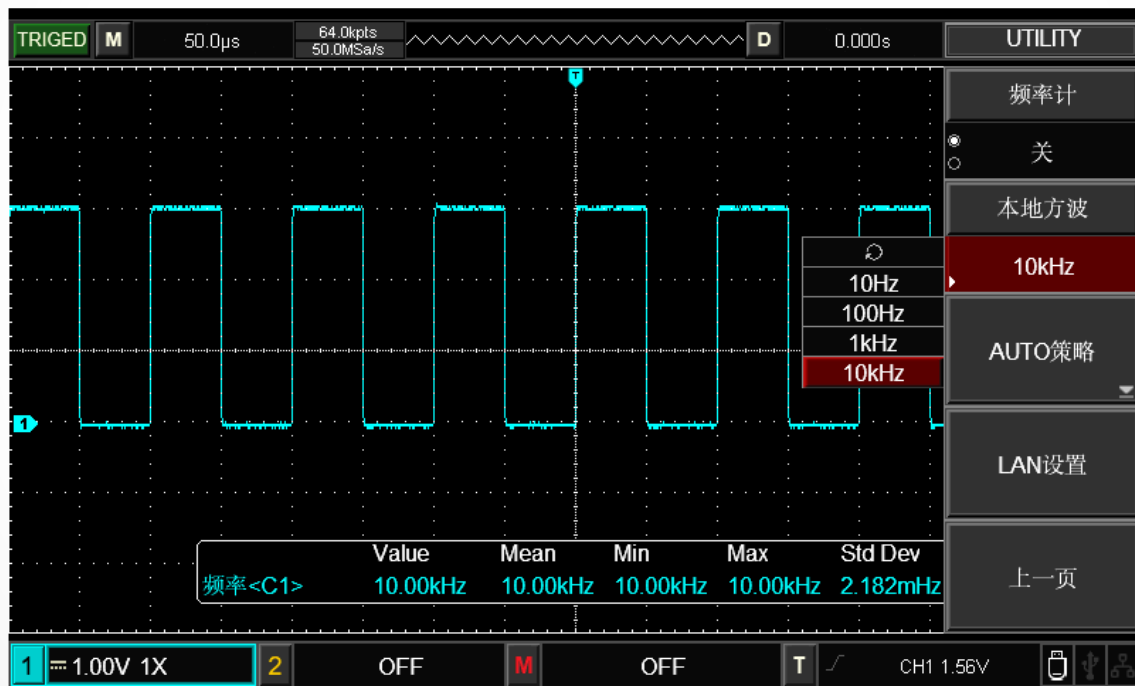 TRIGED M 50.0μs 64.0kpts D 0.000s UTILITY
50.0MSa/s
T
频率计
关
本地方波
10kHz
10Hz
100Hz
1kHz
10kHz
AUTO策略
1
LAN设置
Value Mean Min Max Std Dev
频率<C1> 10.00kHz 10.00kHz 10.00kHz 10.00kHz 2.182mHz
上一页
1 1.00V 1X 2 OFF M OFF T CH1 1.56V